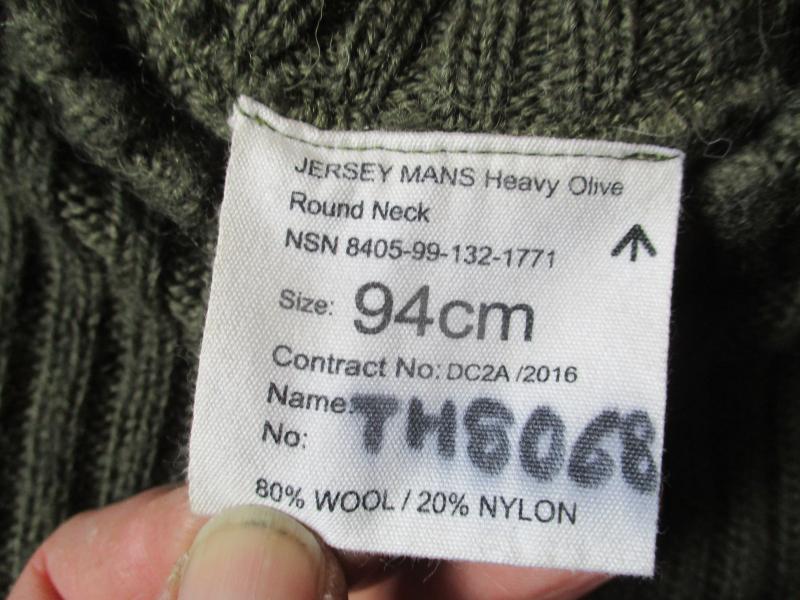 JERSEY MANS Heavy Olive
Round Neck
NSN 8405-99-132-1771
Size: 94cm
Contract No: DC2A /2016
Name: TH8068
No:
80% WOOL / 20% NYLON